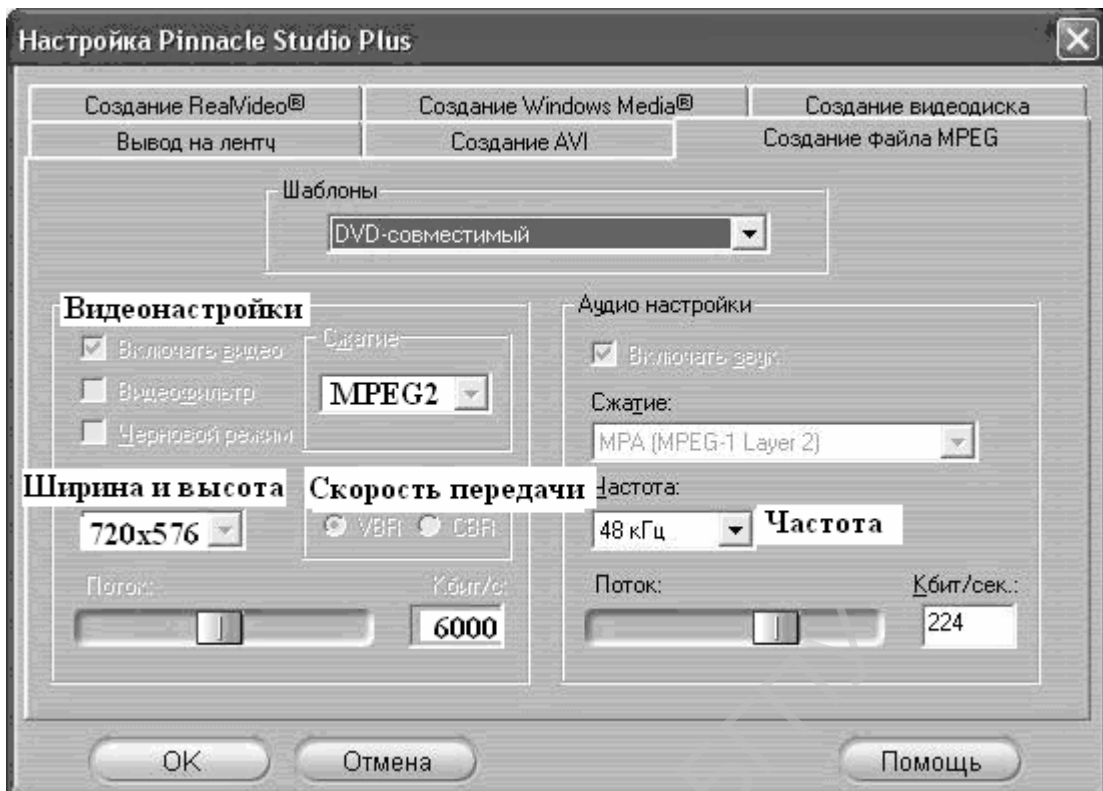 Настройка Pinnacle Studio Plus
Создание RealVideo® Создание Windows Media® Создание видеодиска
Вывод на ленту Создание AVI Создание файла MPEG
Шаблоны
DVD-совместимый
Видеонастройки
Включать видео
Видеофильтр
Черновой режим
Сжатие
MPEG2
Ширина и высота
720x576
Скорость передачи
VBR CBR
Поток: Кбит/с:
6000
Аудио настройки
Включать звук
Сжатие:
MPA (MPEG-1 Layer 2)
Частота:
48 кГц Частота
Поток: Кбит/сек.:
224
OK Отмена Помощь